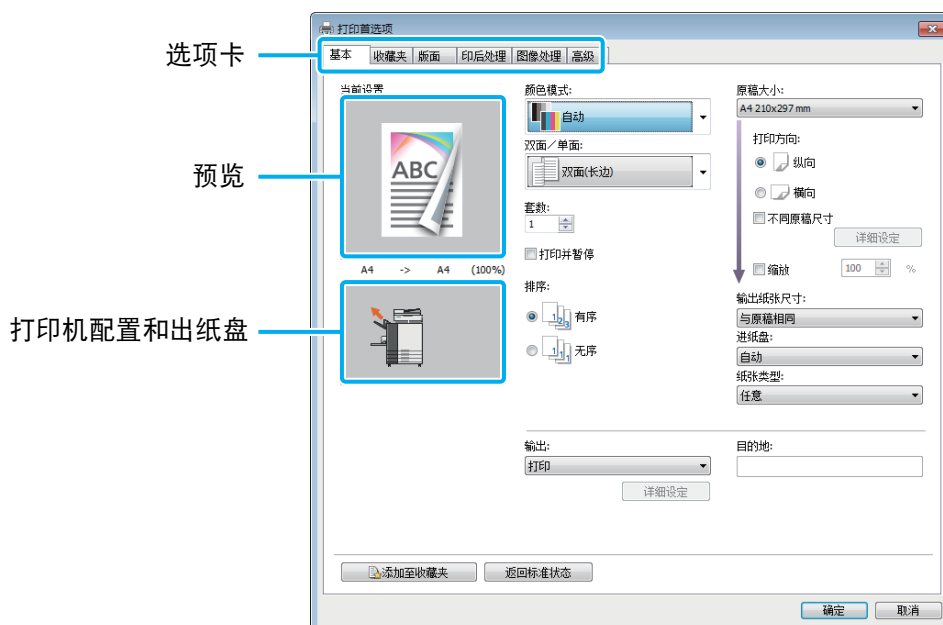 打印首选项
选项卡
基本 收藏夹 版面 印后处理 图像处理 高级
当前设置
预览
ABC
A4 -> A4 (100%)
打印机配置和出纸盘
颜色模式:
自动
双面／单面:
双面(长边)
套数:
1
打印并暂停
排序:
1 2 3 有序
1 1 1 无序
原稿大小:
A4 210x297 mm
打印方向:
纵向
横向
不同原稿尺寸
详细设定
缩放 100 %
输出纸张尺寸:
与原稿相同
进纸盘:
自动
纸张类型:
任意
输出:
打印
详细设定
目的地:
添加至收藏夹 返回标准状态
确定 取消